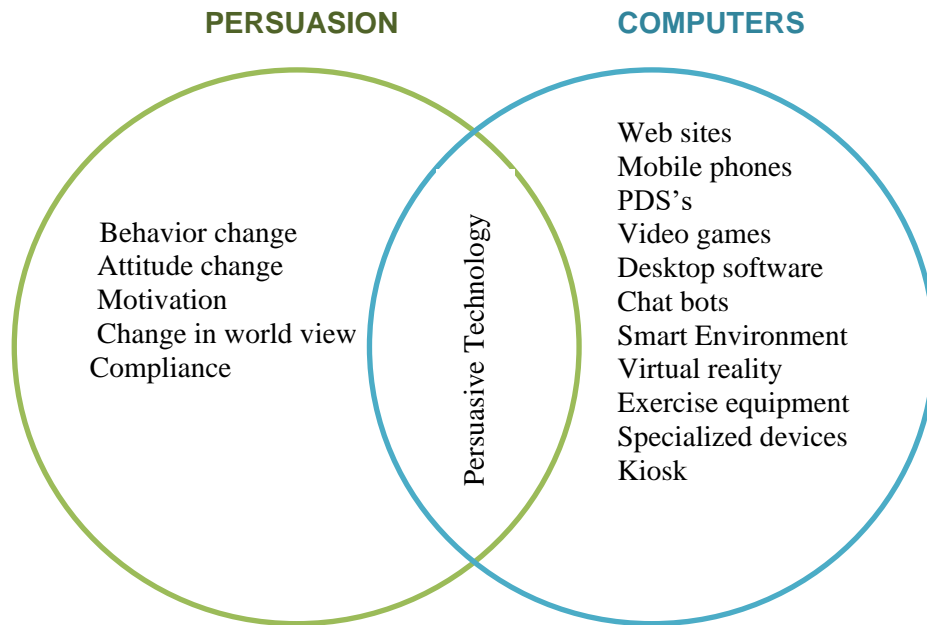 PERSUASION
COMPUTERS
Behavior change
Attitude change
Motivation
Change in world view
Compliance
Persuasive Technology
Web sites
Mobile phones
PDS’s
Video games
Desktop software
Chat bots
Smart Environment
Virtual reality
Exercise equipment
Specialized devices
Kiosk